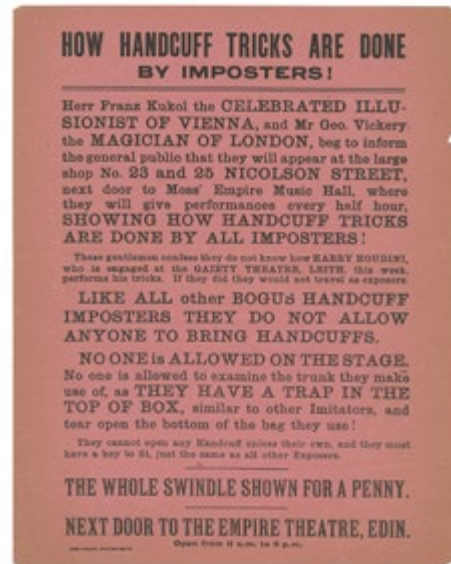 HOW HANDCUFF TRICKS ARE DONE
BY IMPOSTERS!
Herr Franz Kukol the CELEBRATED ILLU-
SIONIST OF VIENNA, and Mr Geo. Vickery
the MAGICIAN OF LONDON, beg to inform
the general public that they will appear at the large
shop No. 23 and 25 NICOLSON STREET,
next door to Moss' Empire Music Hall, where
they will give performances every half hour,
SHOWING HOW HANDCUFF TRICKS
ARE DONE BY ALL IMPOSTERS!
These gentlemen confess they do not know how HARRY HOUDINI,
who is engaged at the GAIETY THEATRE, LEITH, this week,
performs his tricks. If they did they would not travel as exposers.
LIKE ALL other BOGUS HANDCUFF
IMPOSTERS THEY DO NOT ALLOW
ANYONE TO BRING HANDCUFFS.
NO ONE is ALLOWED ON THE STAGE.
No one is allowed to examine the trunk they make
use of, as THEY HAVE A TRAP IN THE
TOP OF BOX, similar to other Imitators, and
tear open the bottom of the bag they use!
They cannot open any Handcuff unless their own, and they must
have a key to fit, just the same as all other Exposers.
THE WHOLE SWINDLE SHOWN FOR A PENNY.
NEXT DOOR TO THE EMPIRE THEATRE, EDIN.
Open from 11 a.m. to 9 p.m.